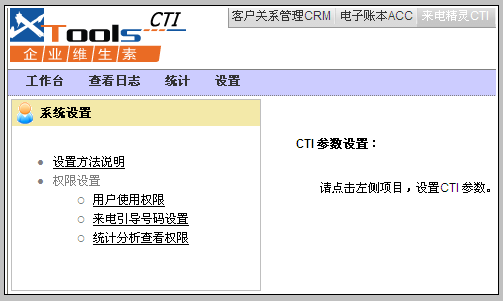 XTools CTI
企业维生素
客户关系管理CRM 电子账本ACC 来电精灵CTI
工作台 查看日志 统计 设置
系统设置
设置方法说明
权限设置
用户使用权限
来电引导号码设置
统计分析查看权限
CTI 参数设置：
请点击左侧项目，设置CTI 参数。